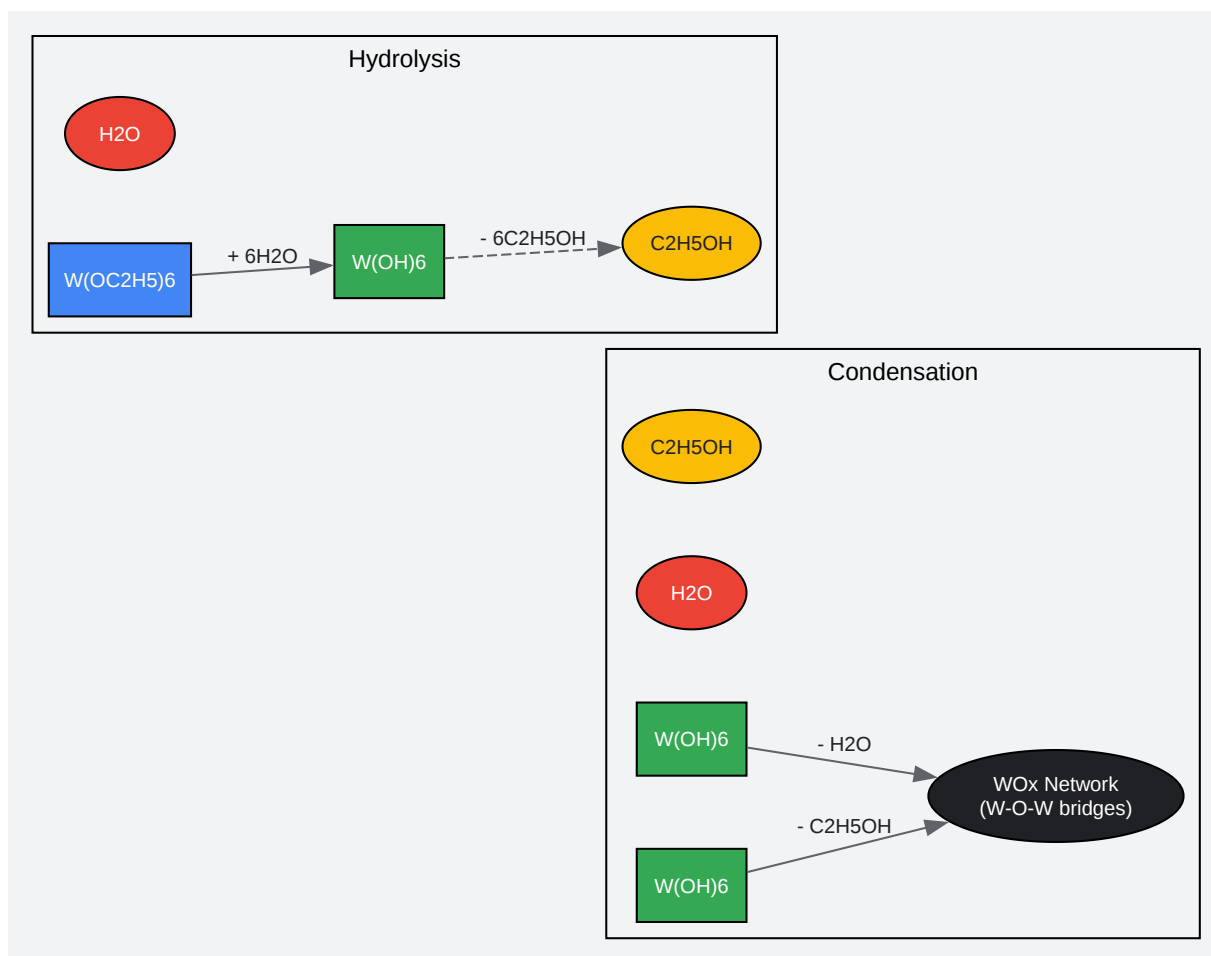 Hydrolysis
H2O
W(OC2H5)6
+ 6H2O
W(OH)6
- 6C2H5OH
C2H5OH
Condensation
C2H5OH
H2O
W(OH)6
- H2O
WOx Network
(W-O-W bridges)
- C2H5OH
W(OH)6